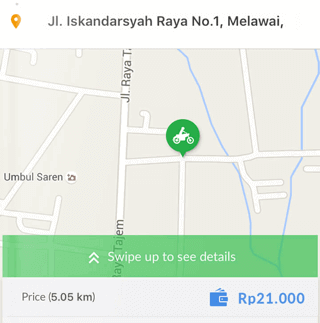 Jl. Iskandarsyah Raya No.1, Melawai,
Jl. Raya T.
Umbul Saren
Raya Tajem
Swipe up to see details
Price (5.05 km)
Rp21.000